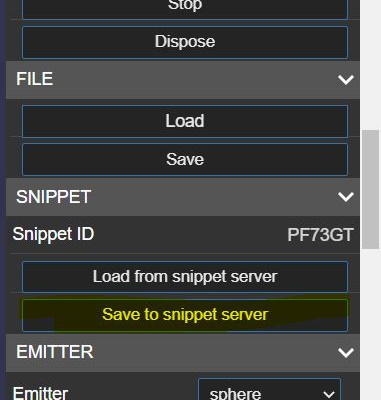 Stop
Dispose
FILE
Load
Save
SNIPPET
Snippet ID PF73GT
Load from snippet server
Save to snippet server
EMITTER
Emitter sphere